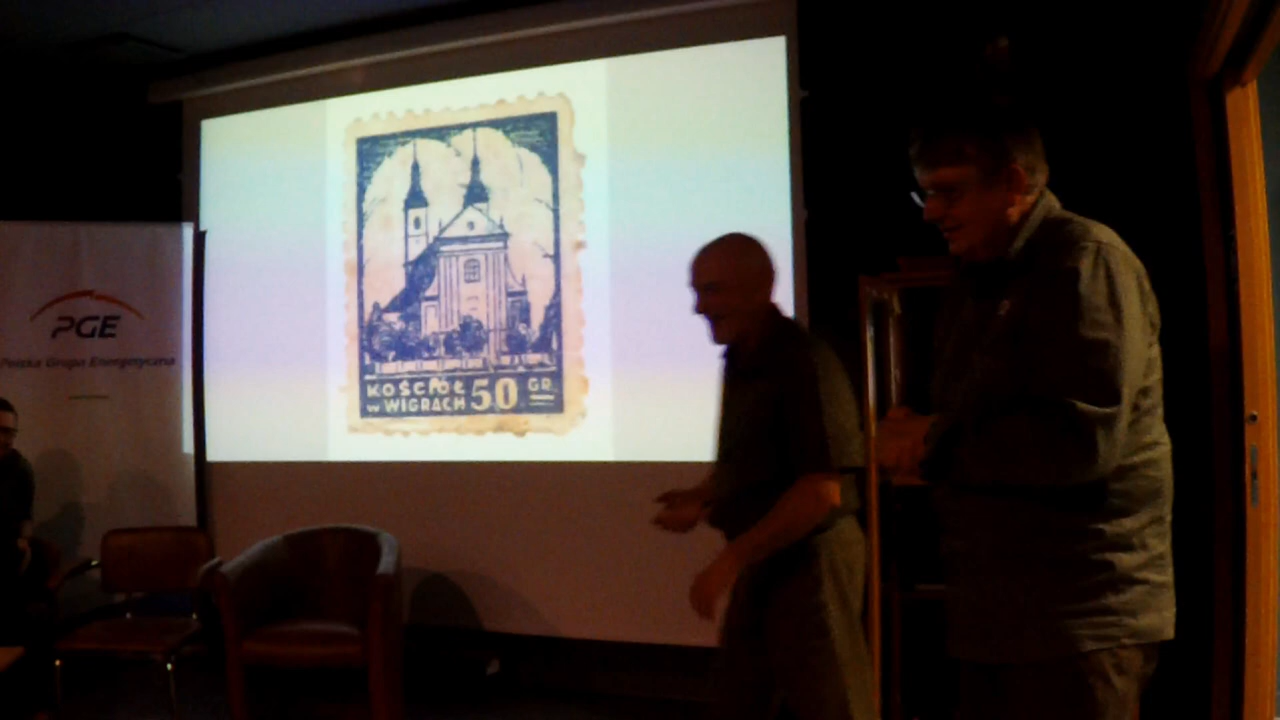 PGE
Polska Grupa Energetyczna
KOŚCIÓŁ
w WIGRACH
50
GR.